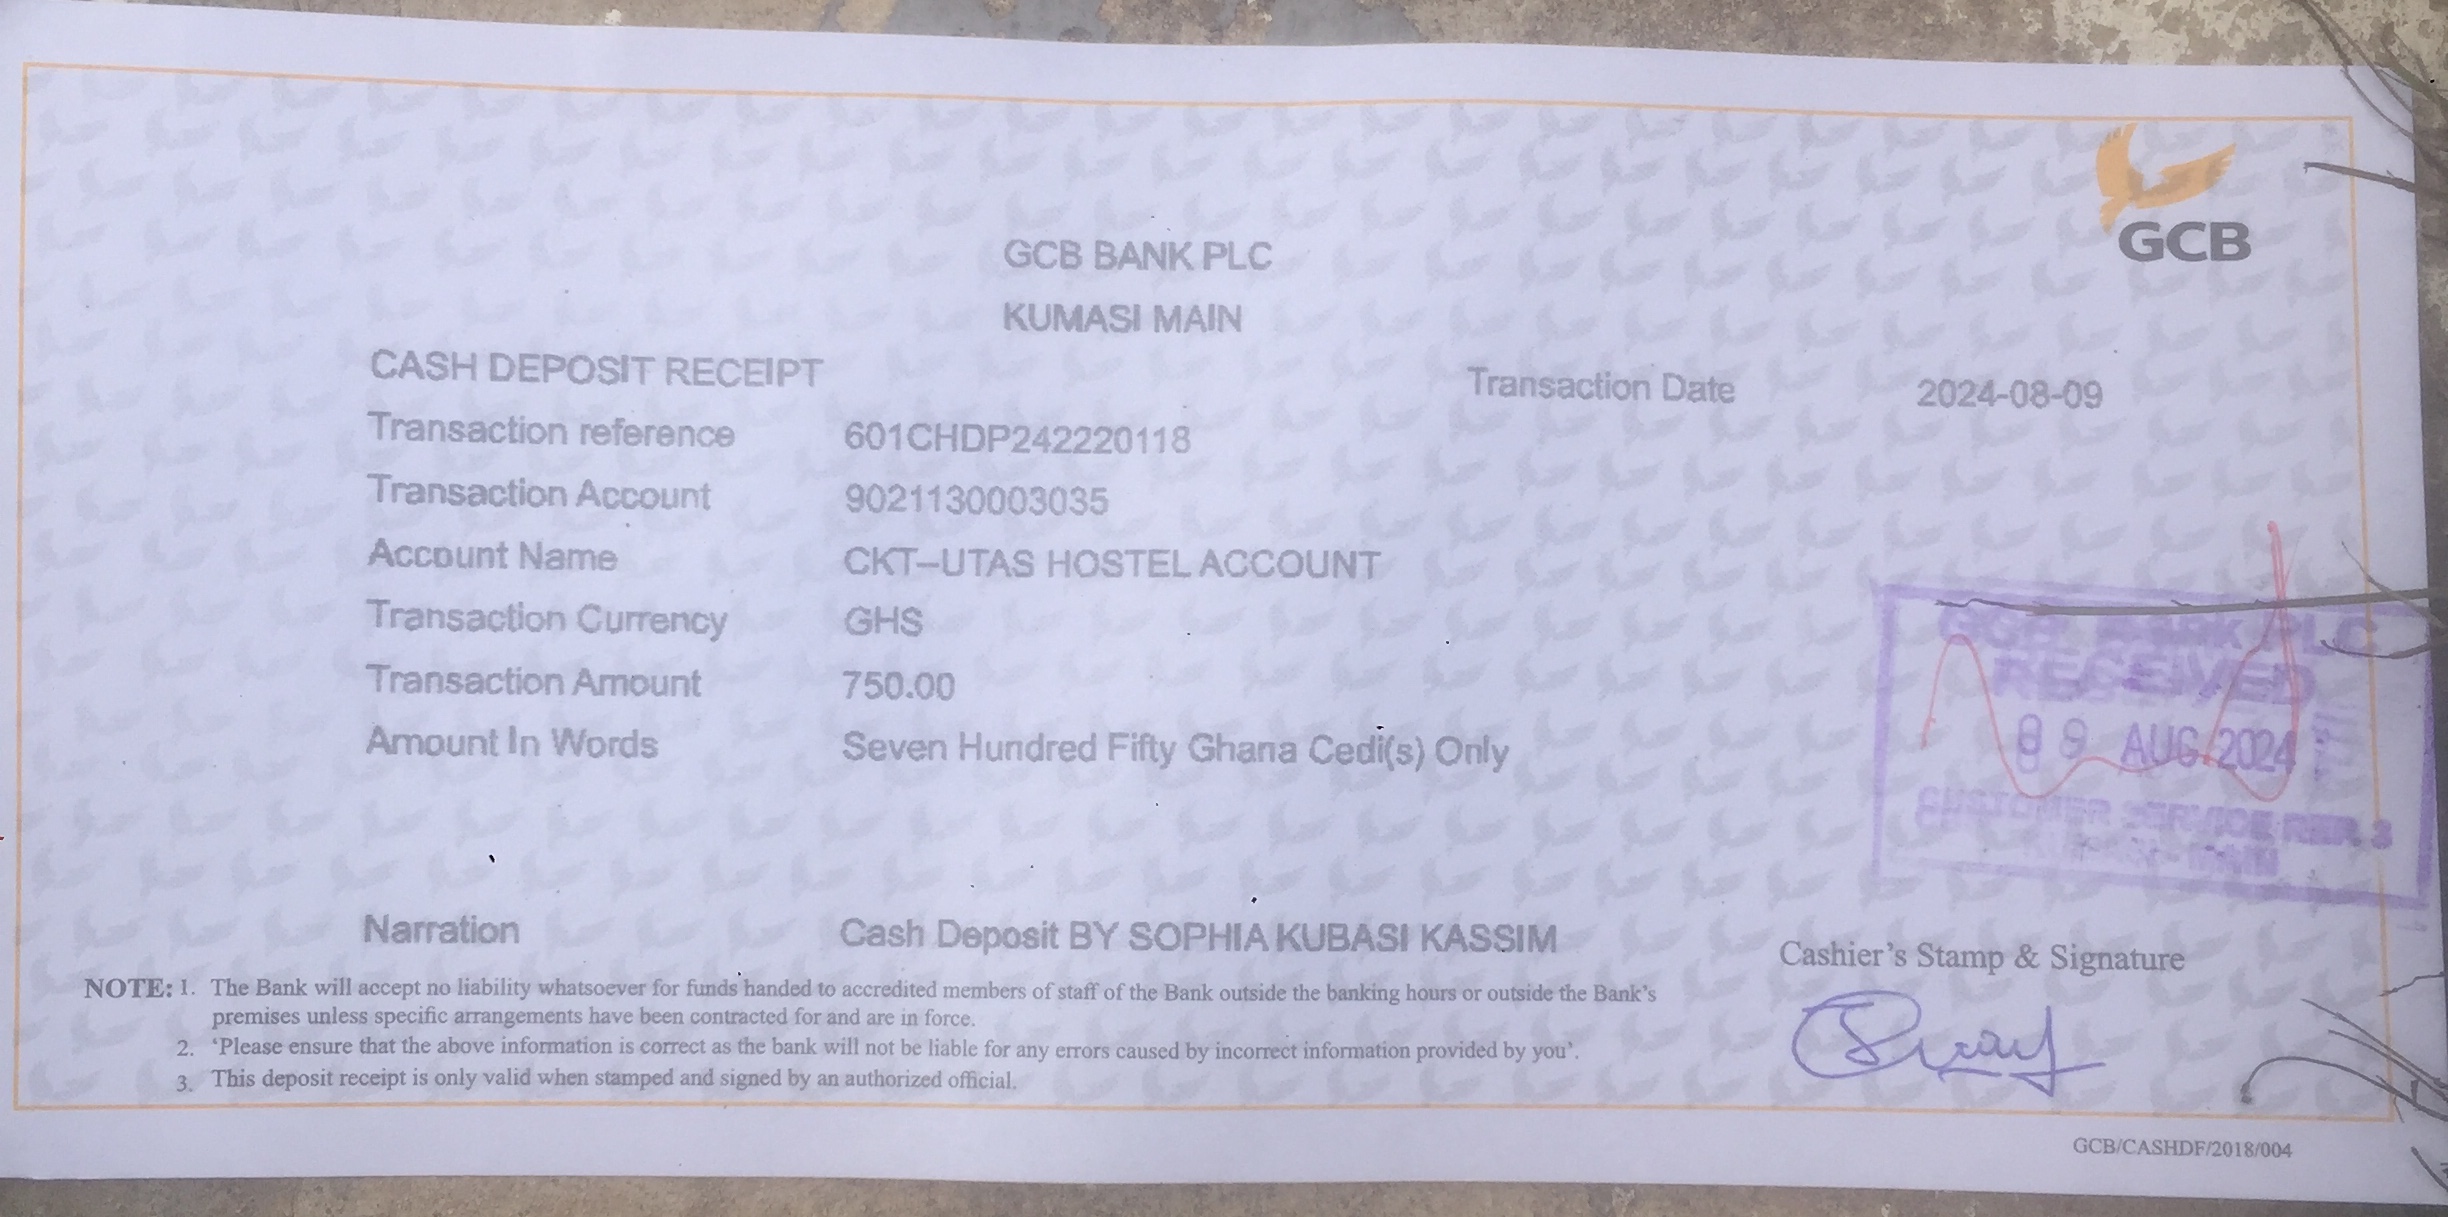 GCB
GCB BANK PLC
KUMASI MAIN
CASH DEPOSIT RECEIPT
Transaction Date 2024-08-09
Transaction reference 601CHDP242220118
Transaction Account 9021130003035
Account Name CKT-UTAS HOSTEL ACCOUNT
Transaction Currency GHS
Transaction Amount 750.00
Amount In Words Seven Hundred Fifty Ghana Cedi(s) Only
GCB BANK PLC
RECEIVED
09 AUG 2024
CUSTOMER SERVICE 3
MAIN
Narration Cash Deposit BY SOPHIA KUBASI KASSIM
Cashier's Stamp & Signature
NOTE: 1. The Bank will accept no liability whatsoever for funds handed to accredited members of staff of the Bank outside the banking hours or outside the Bank's
premises unless specific arrangements have been contracted for and are in force.
2. ‘Please ensure that the above information is correct as the bank will not be liable for any errors caused by incorrect information provided by you’.
3. This deposit receipt is only valid when stamped and signed by an authorized official.
GCB/CASHDF/2018/004